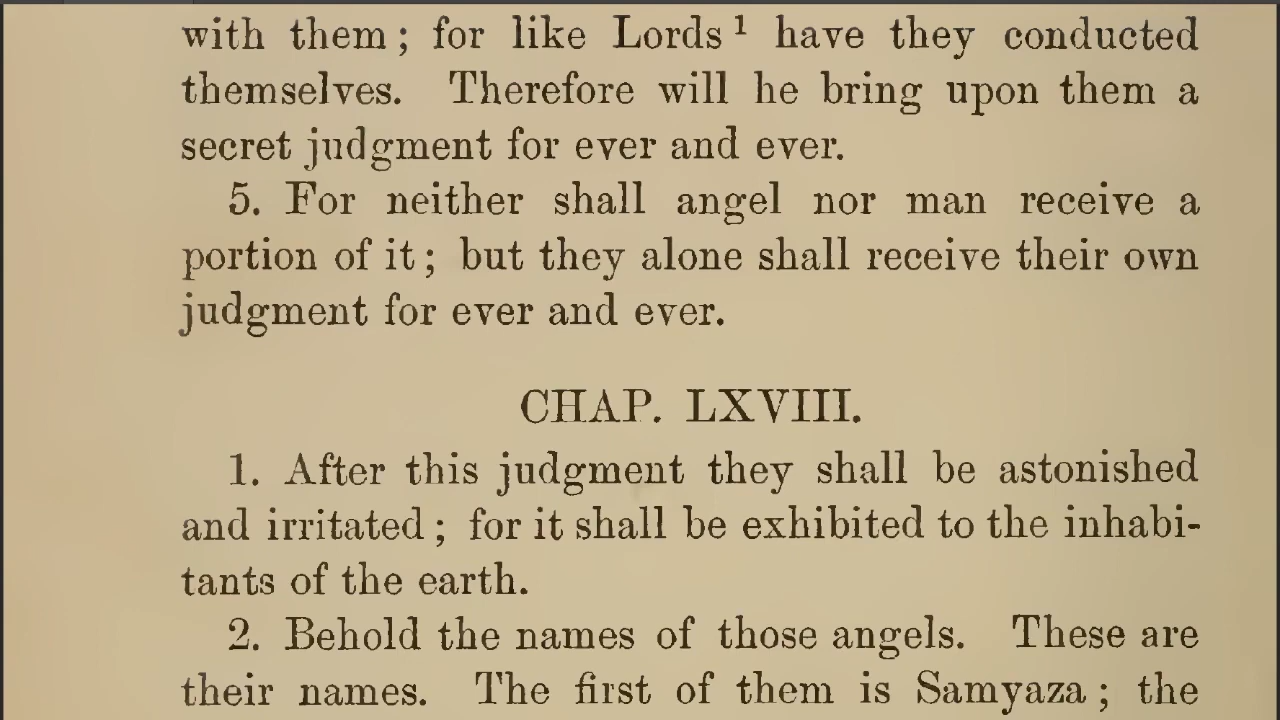 with them ; for like Lords ¹ have they conducted
themselves. Therefore will he bring upon them a
secret judgment for ever and ever.
5. For neither shall angel nor man receive a
portion of it ; but they alone shall receive their own
judgment for ever and ever.
CHAP. LXVIII.
1. After this judgment they shall be astonished
and irritated ; for it shall be exhibited to the inhabi-
tants of the earth.
2. Behold the names of those angels. These are
their names. The first of them is Samyaza ; the